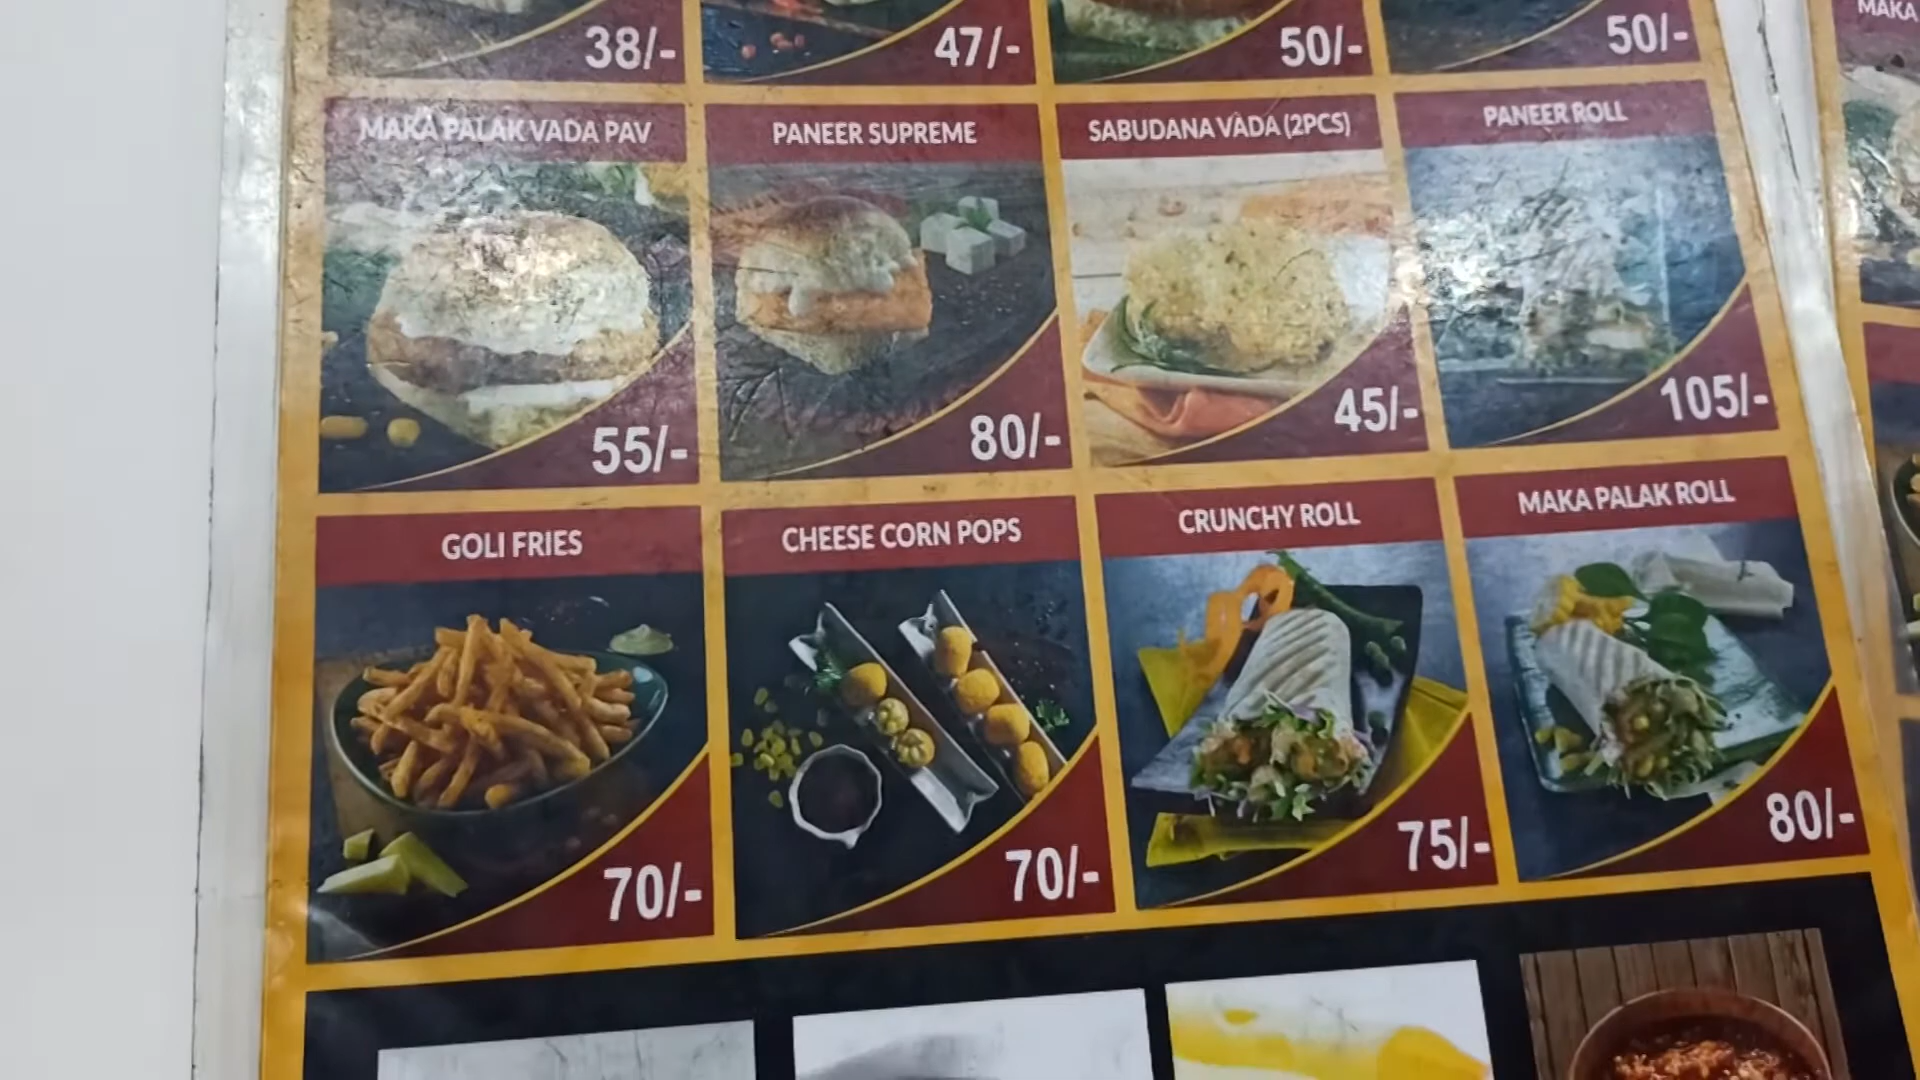 38/-
47/-
50/-
50/-
MAKA
MAKA PALAK VADA PAV
PANEER SUPREME
SABUDANA VADA (2PCS)
PANEER ROLL
55/-
80/-
45/-
105/-
GOLI FRIES
CHEESE CORN POPS
CRUNCHY ROLL
MAKA PALAK ROLL
70/-
70/-
75/-
80/-